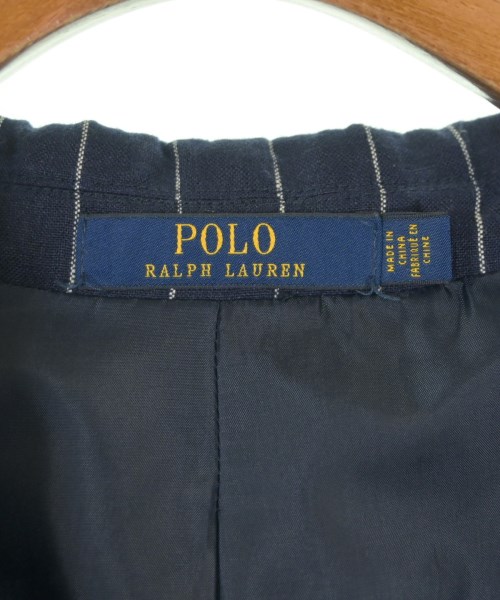 POLO
RALPH LAUREN
MADE IN
CHINA
FABRIQUÉ EN
CHINE